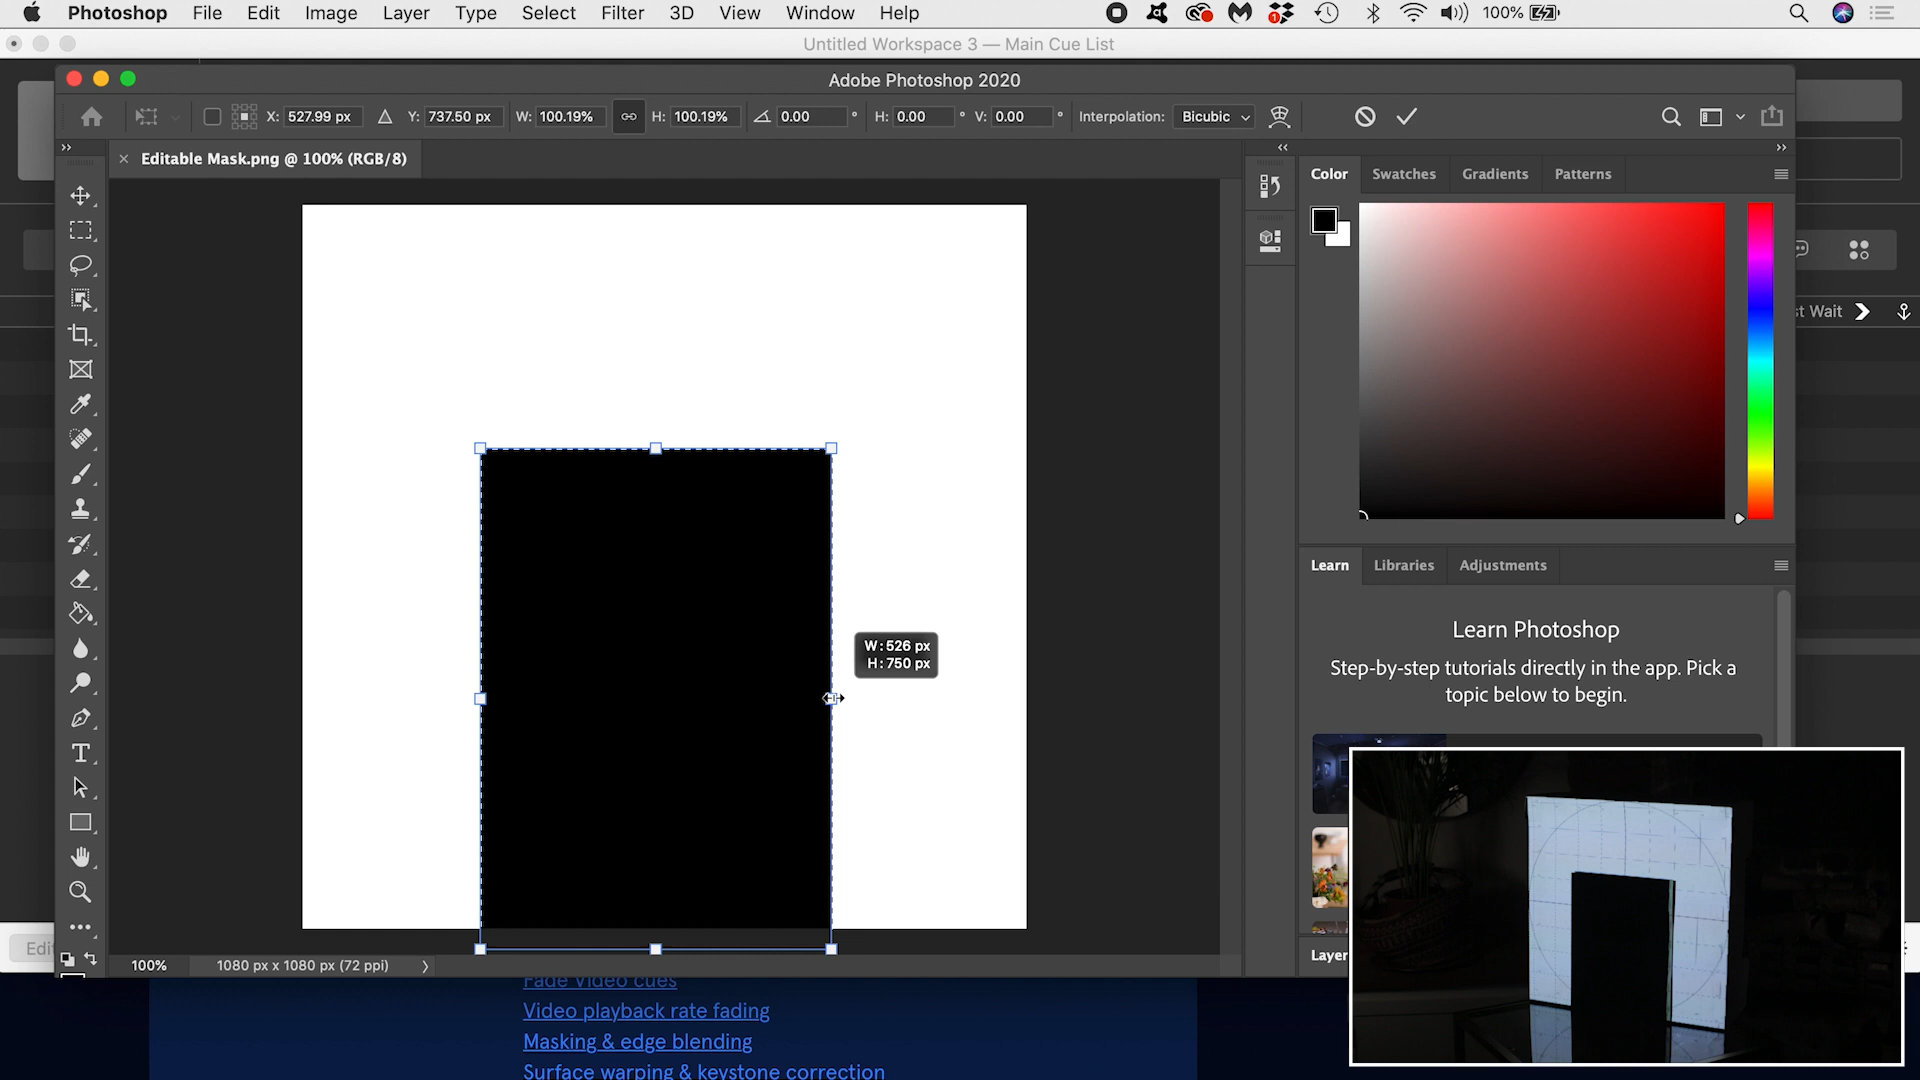 Photoshop File Edit Image Layer Type Select Filter 3D View Window Help 1 100%
Untitled Workspace 3 — Main Cue List
Adobe Photoshop 2020
X: 527.99 px Y: 737.50 px W: 100.19% H: 100.19% 0.00 ° H: 0.00 ° V: 0.00 ° Interpolation: Bicubic
Editable Mask.png @ 100% (RGB/8)
Color Swatches Gradients Patterns
st Wait
Learn Libraries Adjustments
Learn Photoshop
Step-by-step tutorials directly in the app. Pick a
topic below to begin.
W: 526 px
H: 750 px
Edi
Layer
100% 1080 px x 1080 px (72 ppi)
Fade Video cues
Video playback rate fading
Masking & edge blending
Surface warping & keystone correction